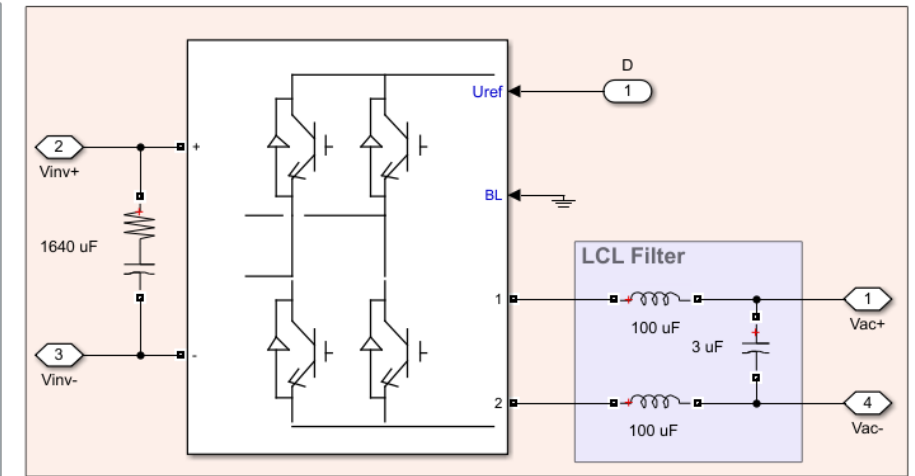 D
1
Uref
2
Vinv+
+
BL
1640 uF
LCL Filter
1
100 uF
1
Vac+
3 uF
3
Vinv-
-
2
100 uF
4
Vac-